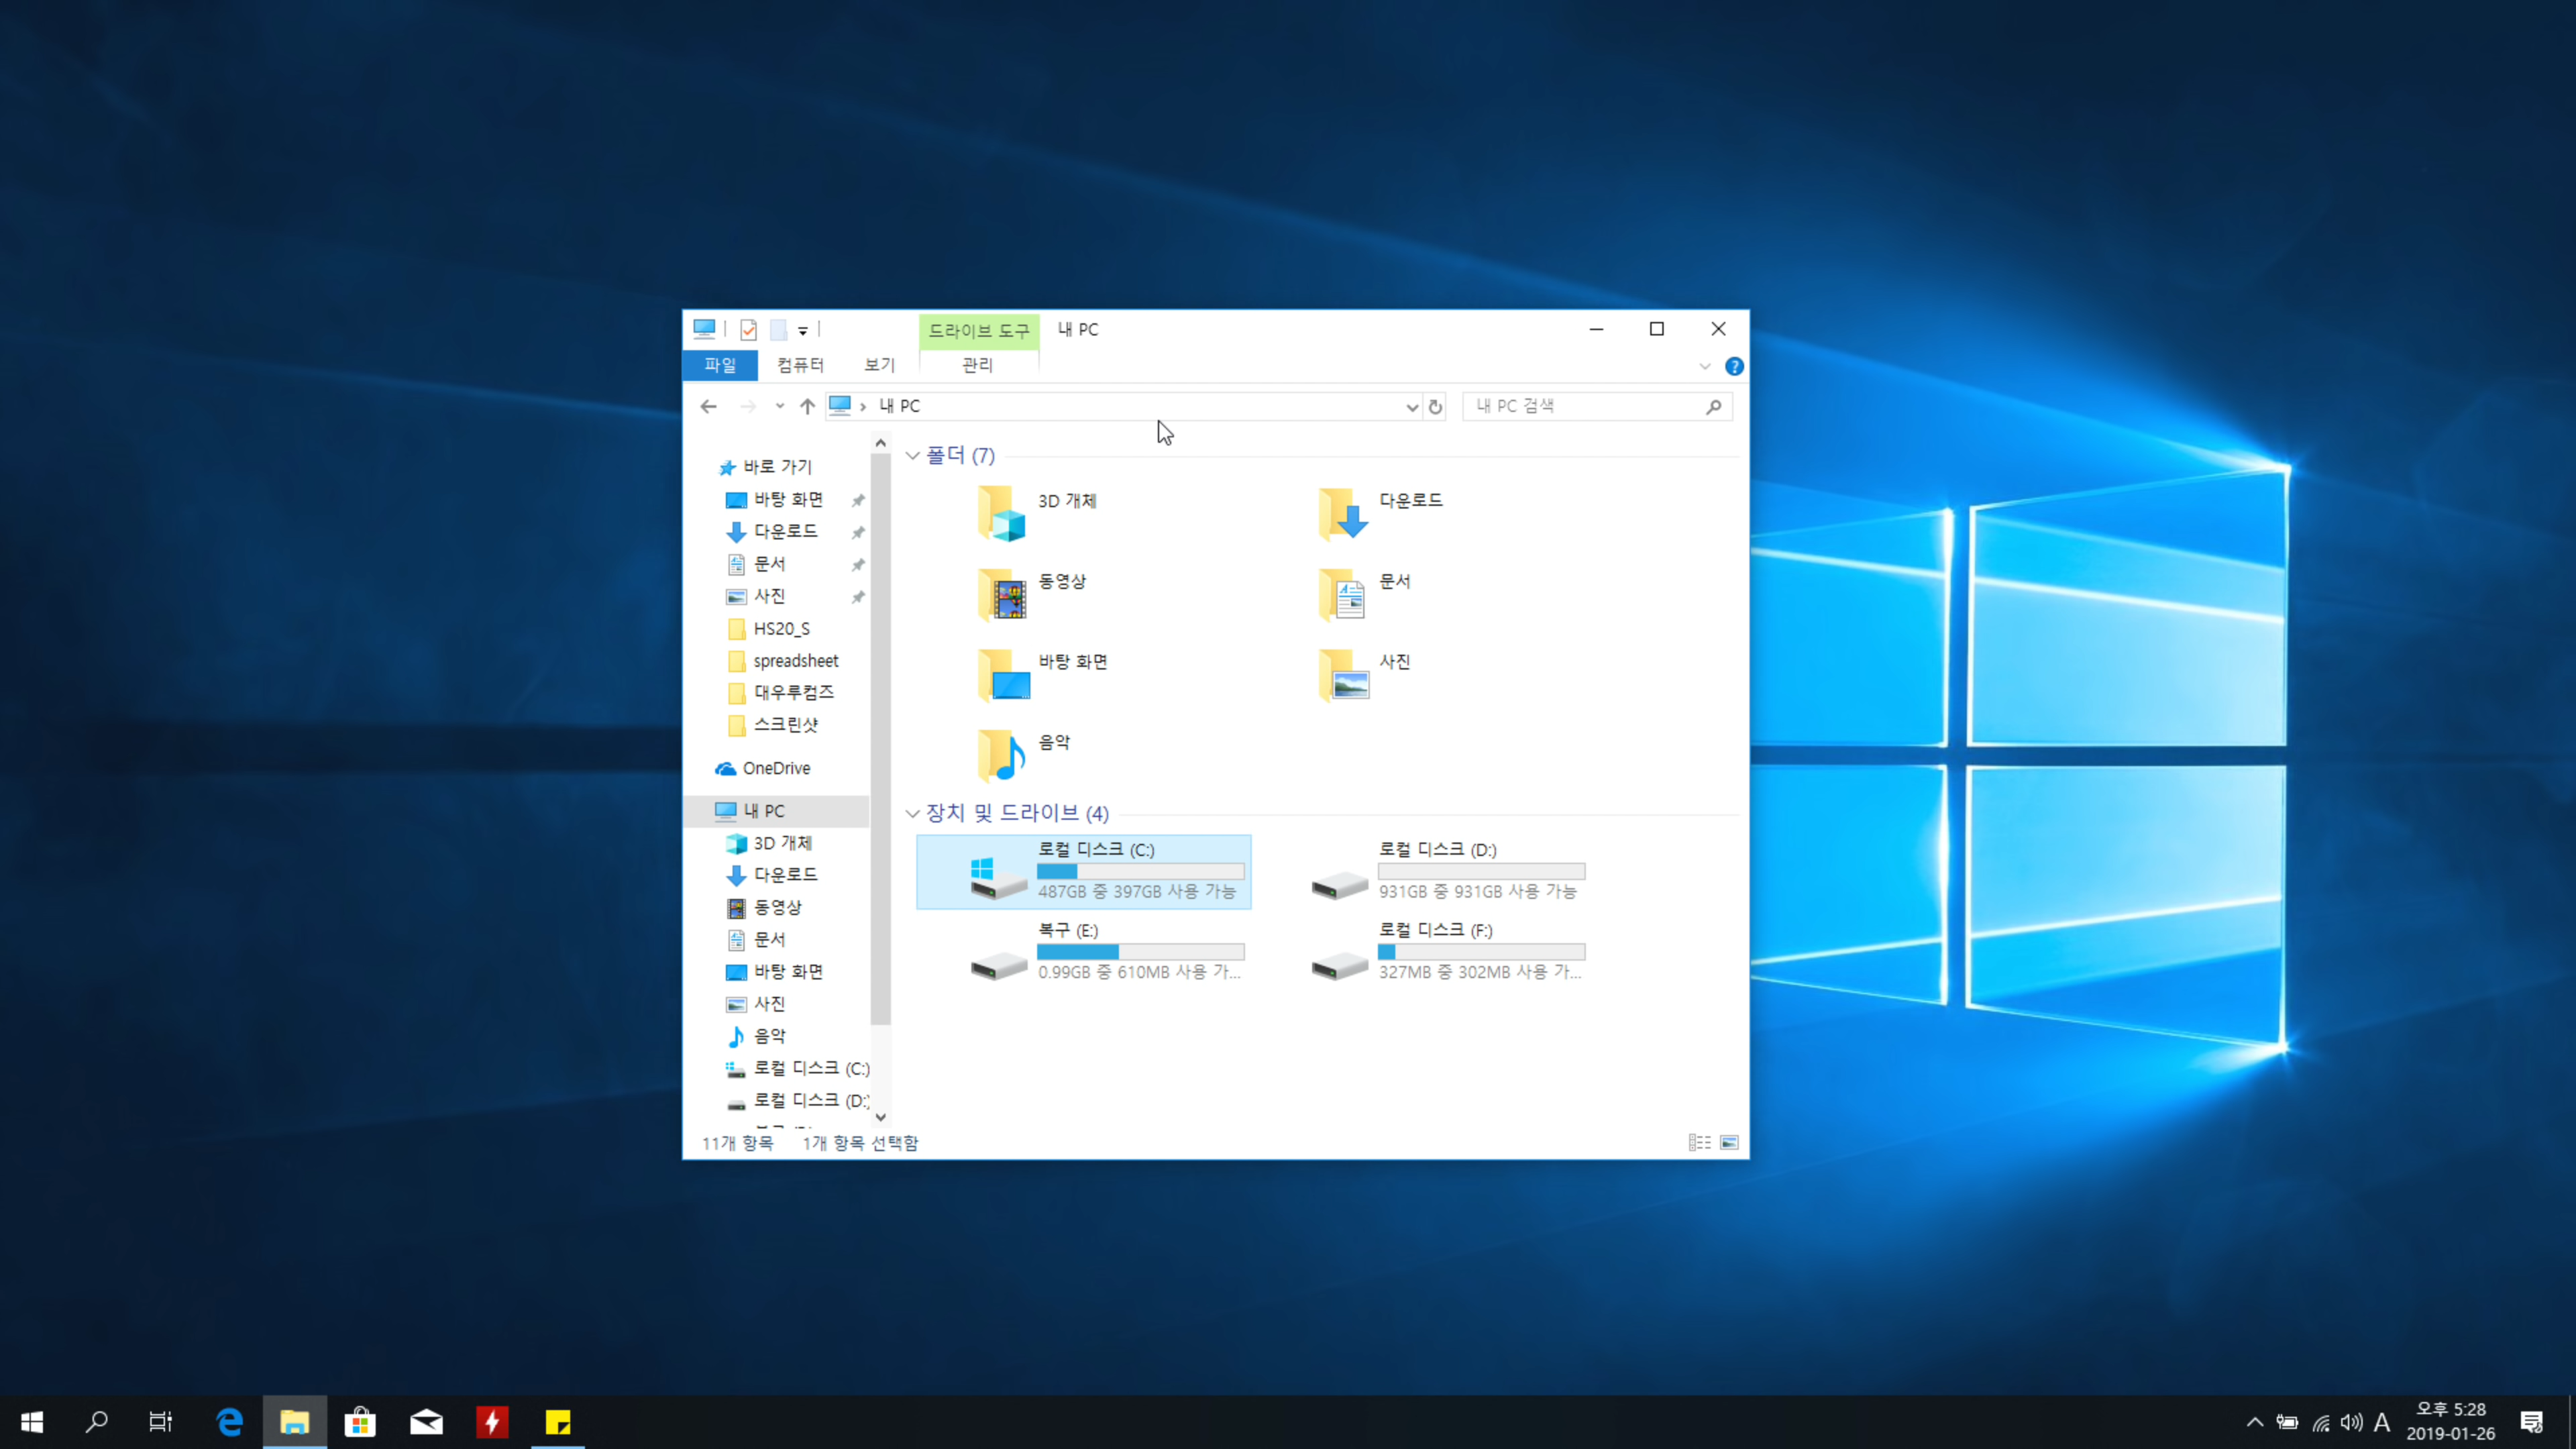 드라이브 도구 내 PC
파일 컴퓨터 보기 관리
내 PC
내 PC 검색
바로 가기
바탕 화면
다운로드
문서
사진
HS20_S
spreadsheet
대우루컴즈
스크린샷
OneDrive
내 PC
3D 개체
다운로드
동영상
문서
바탕 화면
사진
음악
로컬 디스크 (C:)
로컬 디스크 (D:)
폴더 (7)
3D 개체
다운로드
동영상
문서
바탕 화면
사진
음악
장치 및 드라이브 (4)
로컬 디스크 (C:)
487GB 중 397GB 사용 가능
로컬 디스크 (D:)
931GB 중 931GB 사용 가능
복구 (E:)
0.99GB 중 610MB 사용 가...
로컬 디스크 (F:)
327MB 중 302MB 사용 가...
11개 항목 1개 항목 선택함
A
오후 5:28
2019-01-26